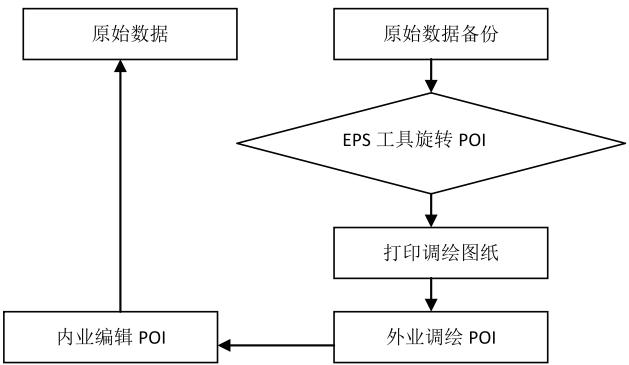 原始数据
原始数据备份
EPS 工具旋转 POI
打印调绘图纸
内业编辑 POI
外业调绘 POI